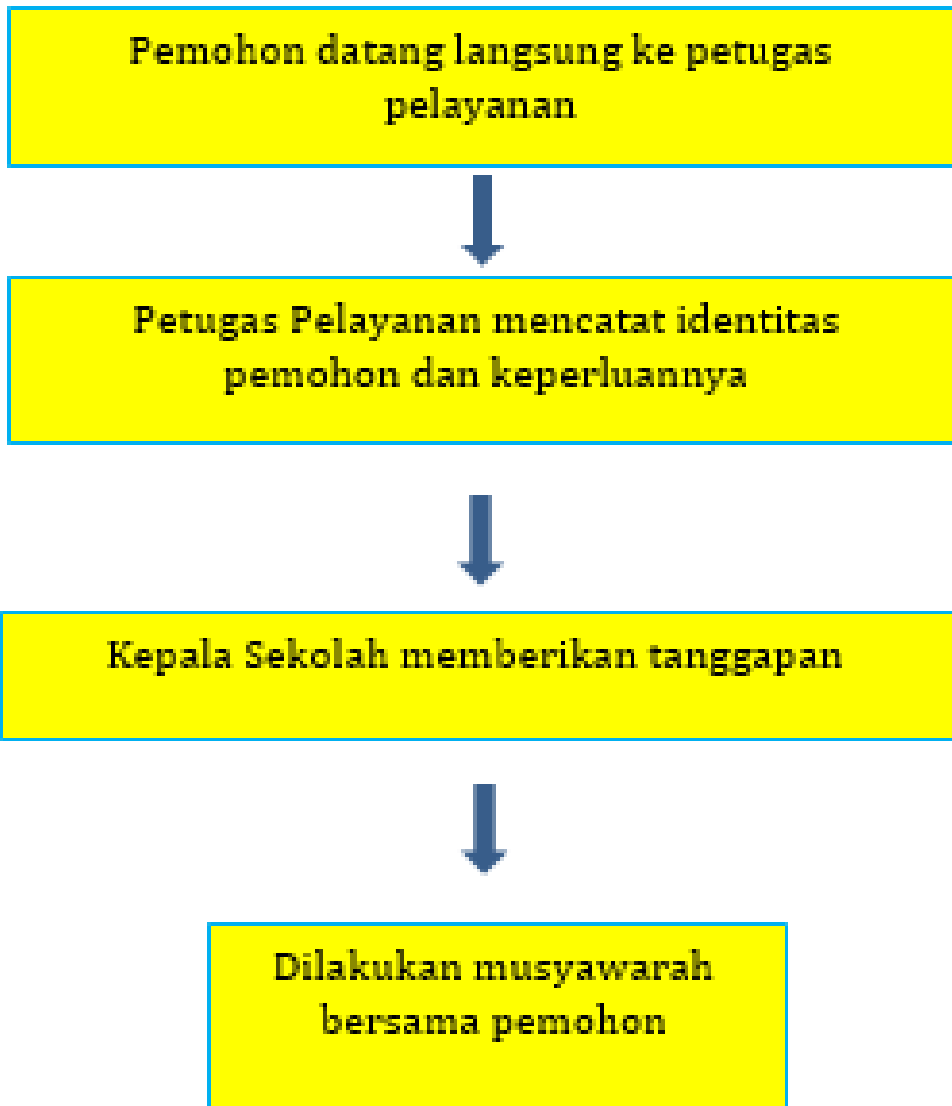 Pemohon datang langsung ke petugas
pelayanan
Petugas Pelayanan mencatat identitas
pemohon dan keperluannya
Kepala Sekolah memberikan tanggapan
Dilakukan musyawarah
bersama pemohon